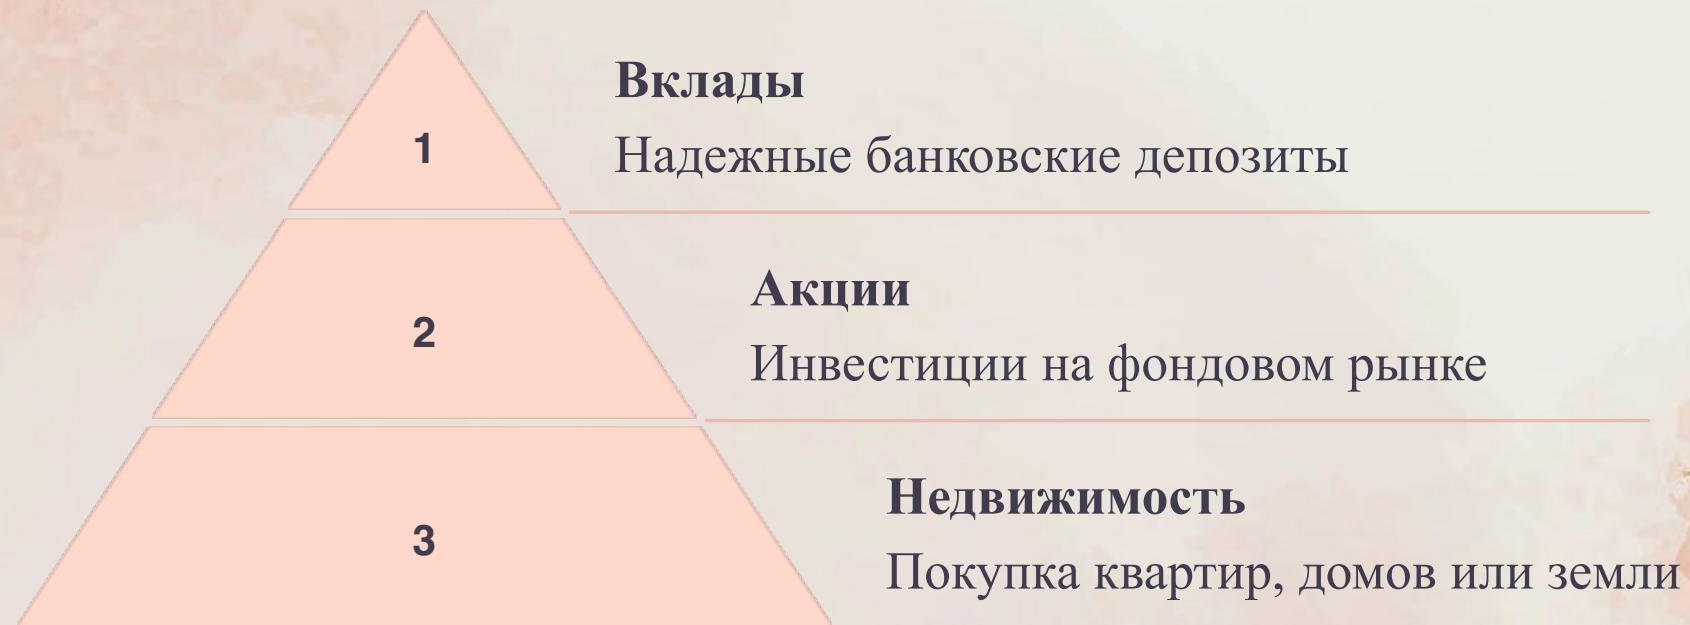 1
Вклады
Надежные банковские депозиты
2
Акции
Инвестиции на фондовом рынке
3
Недвижимость
Покупка квартир, домов или земли